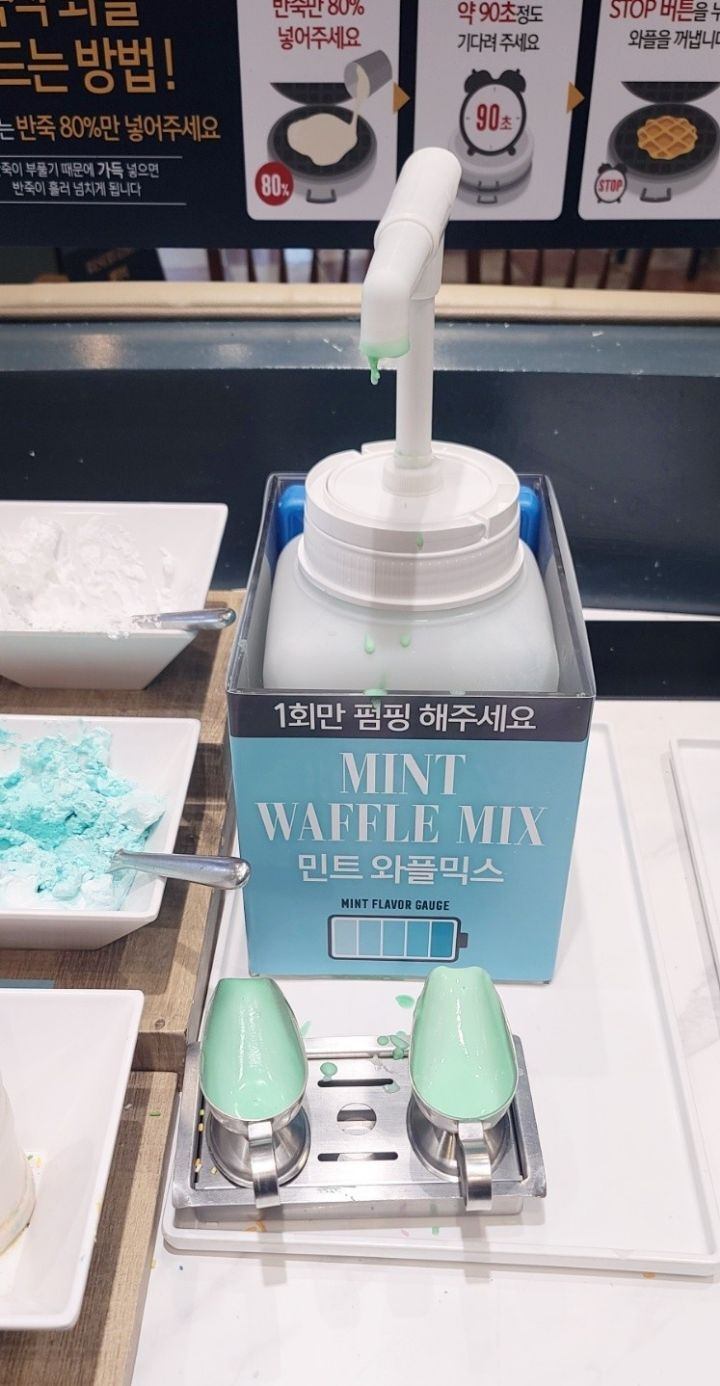 드는 방법!
는 반죽 80%만 넣어주세요
반죽이 부풀기 때문에 가득 넣으면
반죽이 흘러 넘치게 됩니다
반죽만 80%
넣어주세요
80%
약 90초정도
기다려 주세요
90초
STOP 버튼을
와플을 꺼냅니다
STOP
1회만 펌핑 해주세요
MINT
WAFFLE MIX
민트 와플믹스
MINT FLAVOR GAUGE